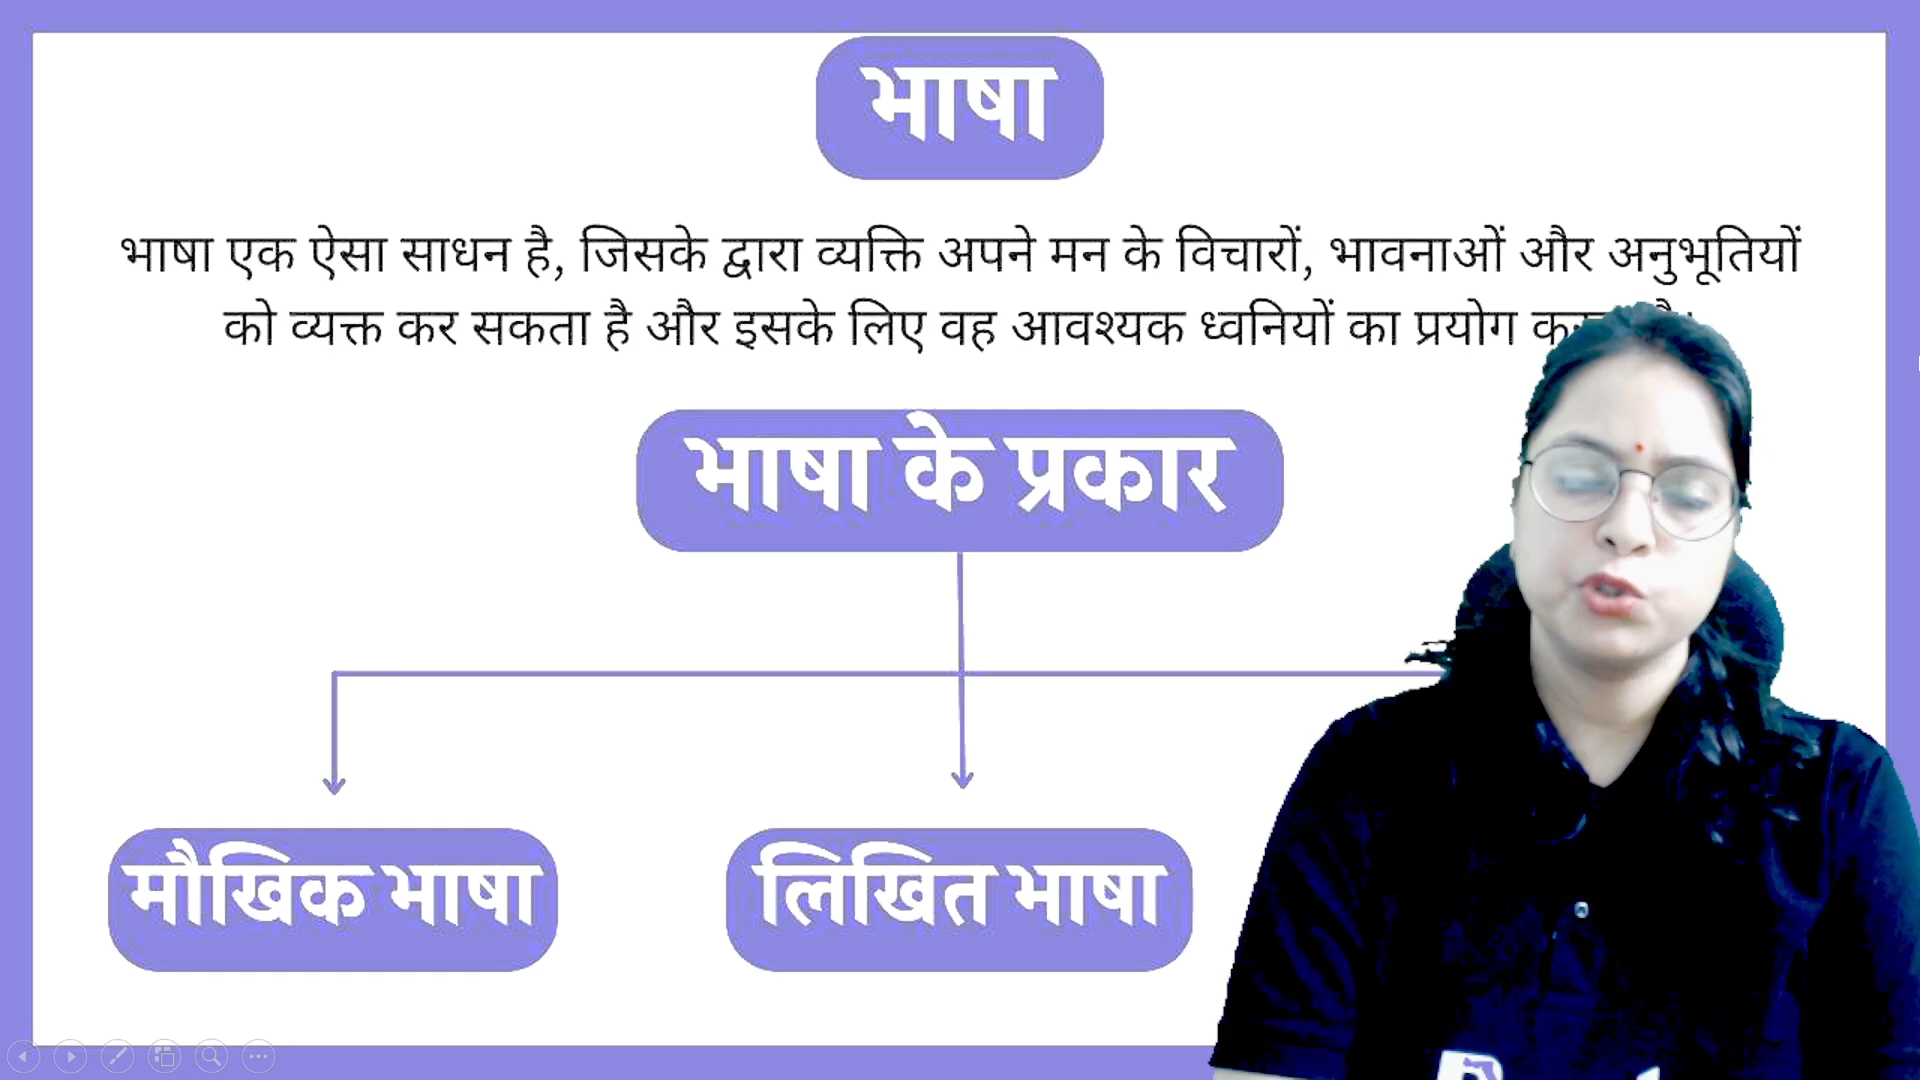 भाषा
भाषा एक ऐसा साधन है, जिसके द्वारा व्यक्ति अपने मन के विचारों, भावनाओं और अनुभूतियों
को व्यक्त कर सकता है और इसके लिए वह आवश्यक ध्वनियों का प्रयोग
भाषा के प्रकार
मौखिक भाषा
लिखित भाषा